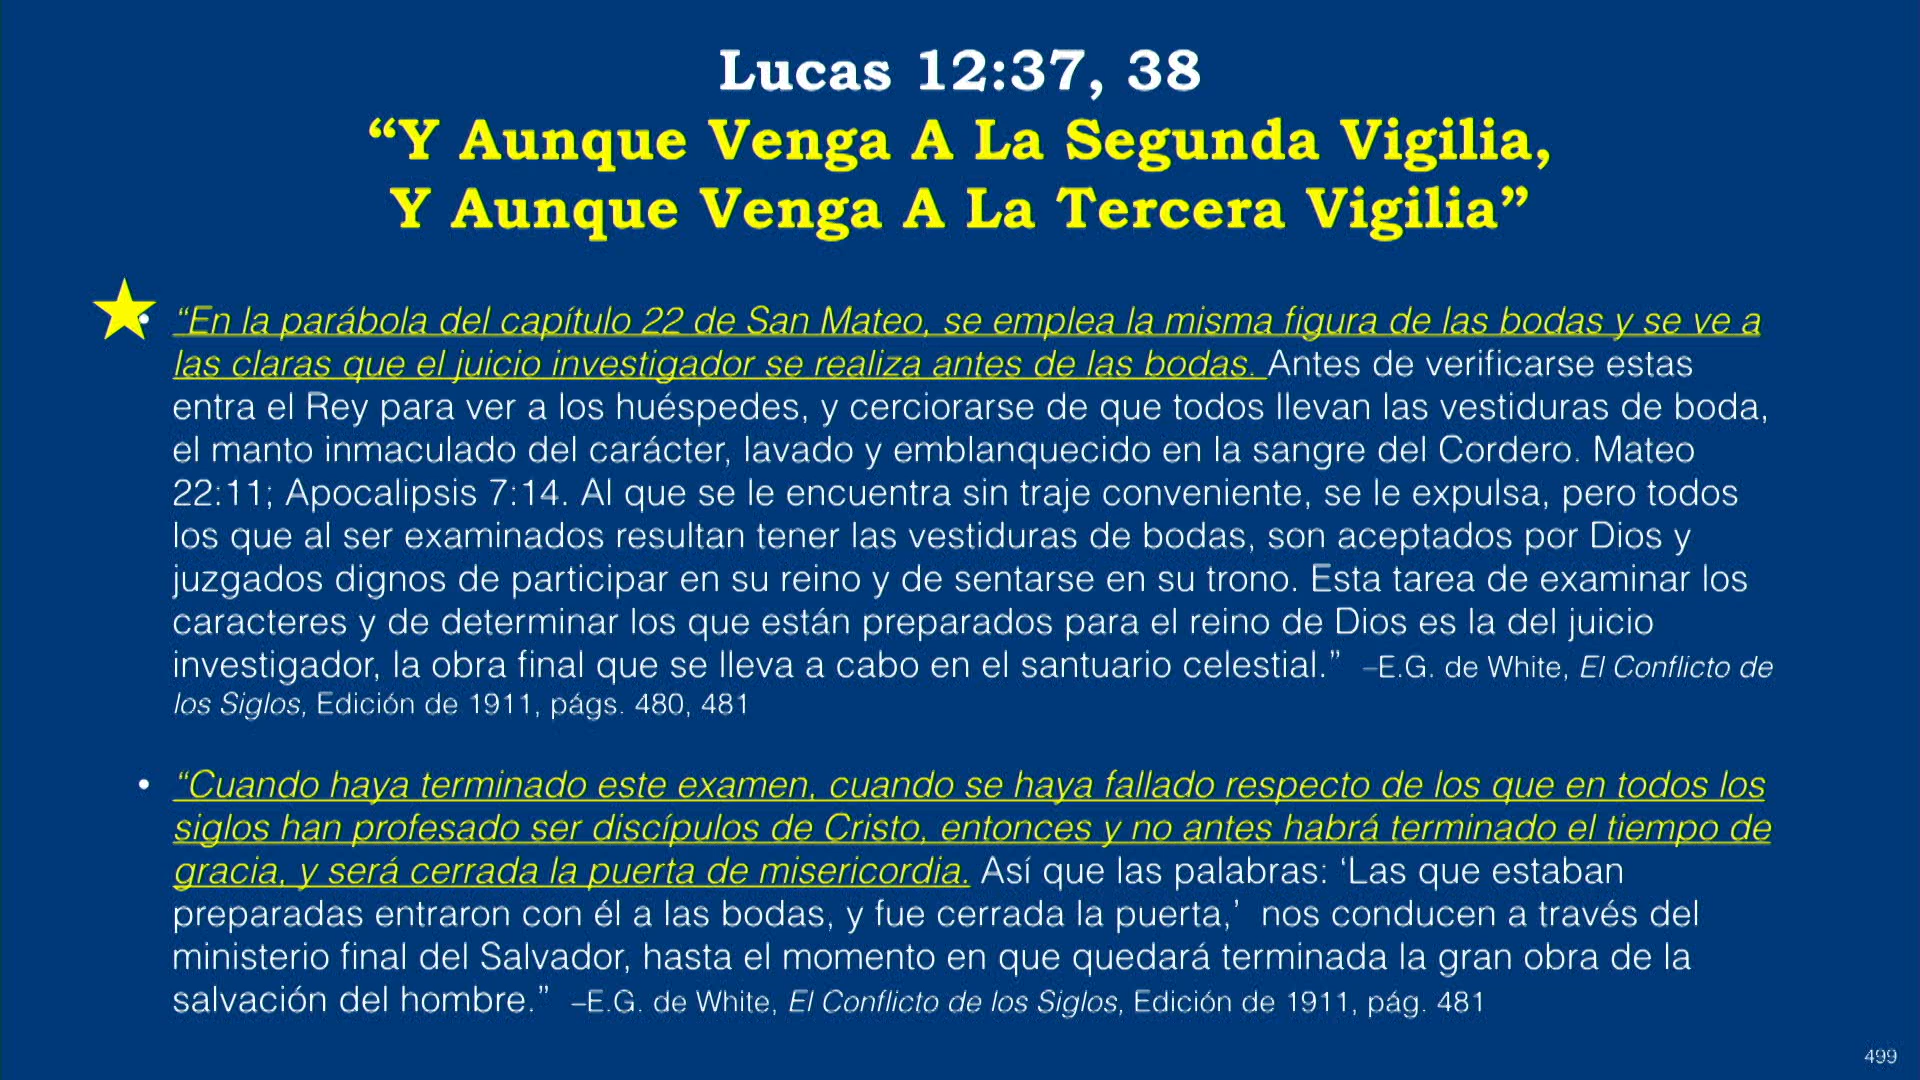 Lucas 12:37, 38
“Y Aunque Venga A La Segunda Vigilia,
Y Aunque Venga A La Tercera Vigilia”
• “En la parábola del capítulo 22 de San Mateo, se emplea la misma figura de las bodas y se ve a
las claras que el juicio investigador se realiza antes de las bodas. Antes de verificarse estas
entra el Rey para ver a los huéspedes, y cerciorarse de que todos llevan las vestiduras de boda,
el manto inmaculado del carácter, lavado y emblanquecido en la sangre del Cordero. Mateo
22:11; Apocalipsis 7:14. Al que se le encuentra sin traje conveniente, se le expulsa, pero todos
los que al ser examinados resultan tener las vestiduras de bodas, son aceptados por Dios y
juzgados dignos de participar en su reino y de sentarse en su trono. Esta tarea de examinar los
caracteres y de determinar los que están preparados para el reino de Dios es la del juicio
investigador, la obra final que se lleva a cabo en el santuario celestial.” –E.G. de White, El Conflicto de
los Siglos, Edición de 1911, págs. 480, 481
• “Cuando haya terminado este examen, cuando se haya fallado respecto de los que en todos los
siglos han profesado ser discípulos de Cristo, entonces y no antes habrá terminado el tiempo de
gracia, y será cerrada la puerta de misericordia. Así que las palabras: ‘Las que estaban
preparadas entraron con él a las bodas, y fue cerrada la puerta,’ nos conducen a través del
ministerio final del Salvador, hasta el momento en que quedará terminada la gran obra de la
salvación del hombre.” –E.G. de White, El Conflicto de los Siglos, Edición de 1911, pág. 481
499